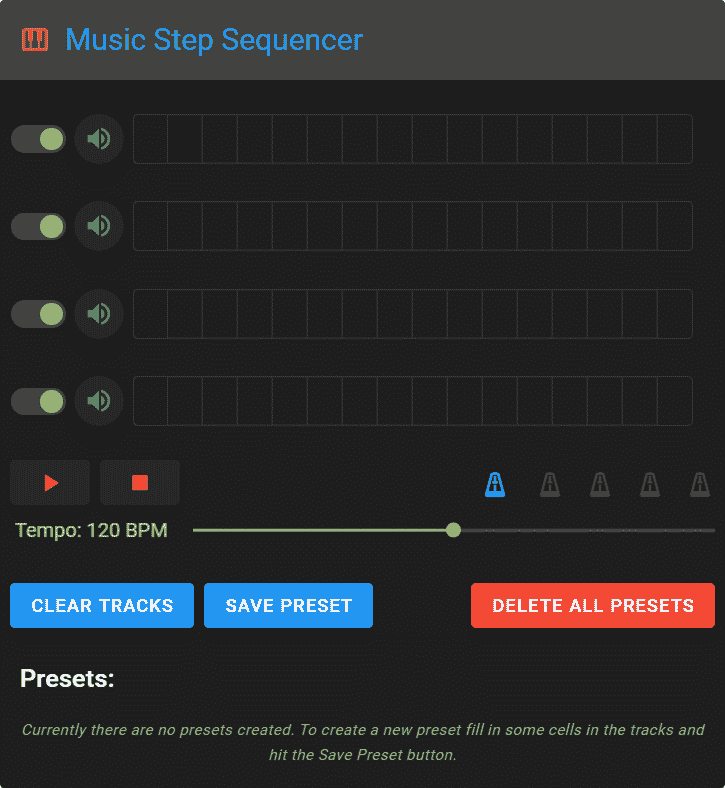 Music Step Sequencer
Tempo: 120 BPM
CLEAR TRACKS
SAVE PRESET
DELETE ALL PRESETS
Presets:
Currently there are no presets created. To create a new preset fill in some cells in the tracks and
hit the Save Preset button.